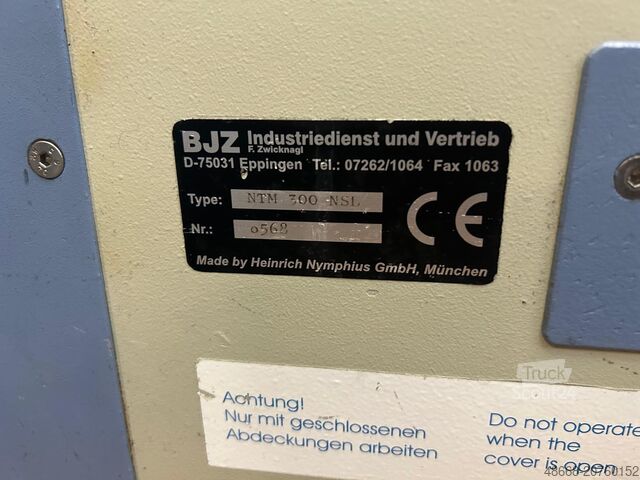 BJZ Industriedienst und Vertrieb
F. Zwicknagl
D-75031 Eppingen Tel.: 07262/1064 Fax 1063
Type: NTM 300 NSL
Nr.: 0568
CE
Made by Heinrich Nymphius GmbH, München
Truck
Scout24
Achtung!
Nur mit geschlossenen
Abdeckungen arbeiten
Do not operate
when the
cover is open
48668-20760152